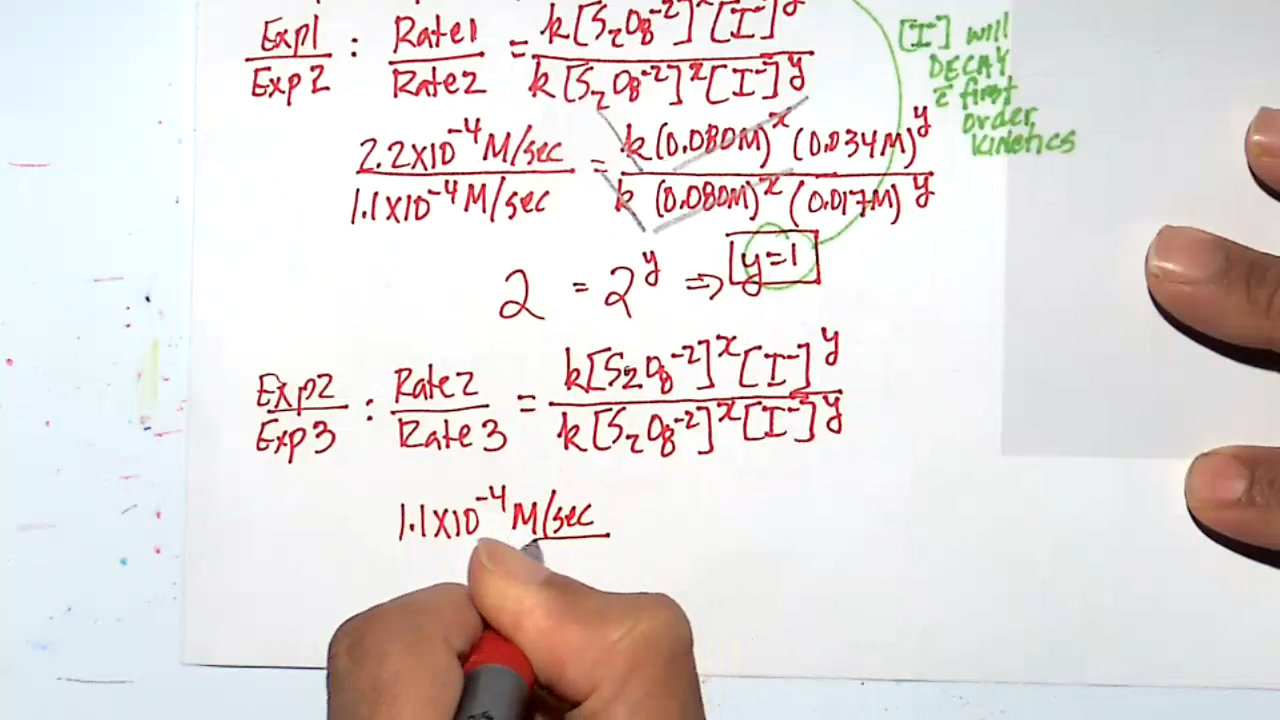 Exp1/Exp2 : Rate1/Rate2 = k[S₂O₈⁻²]ˣ[I⁻]ʸ / k[S₂O₈⁻²]ˣ[I⁻]ʸ
2.2x10⁻⁴ M/sec / 1.1x10⁻⁴ M/sec = k(0.080M)ˣ(0.034M)ʸ / k(0.080M)ˣ(0.017M)ʸ
2 = 2ʸ ⇒ y=1
Exp2/Exp3 : Rate2/Rate3 = k[S₂O₈⁻²]ˣ[I⁻]ʸ / k[S₂O₈⁻²]ˣ[I⁻]ʸ
1.1x10⁻⁴ M/sec
[I⁻] will
DECAY
c̄ first
order
kinetics